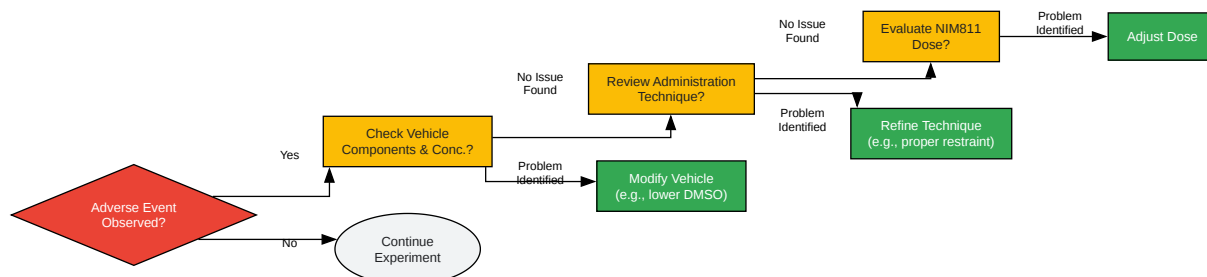 Adverse Event
Observed?
Yes
No
Continue
Experiment
Check Vehicle
Components & Conc.?
Problem
Identified
Modify Vehicle
(e.g., lower DMSO)
No Issue
Found
Review Administration
Technique?
Problem
Identified
Refine Technique
(e.g., proper restraint)
No Issue
Found
Evaluate NIM811
Dose?
Problem
Identified
Adjust Dose